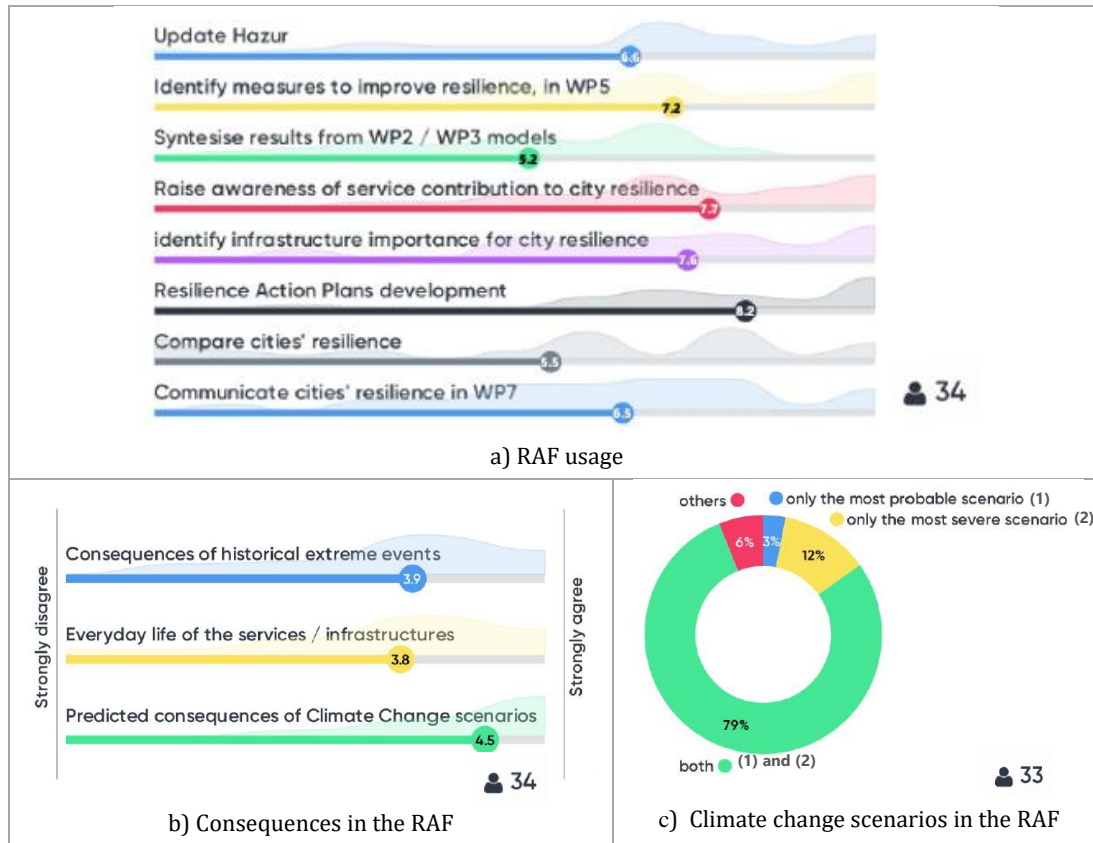 Update Hazur
6.6
Identify measures to improve resilience, in WP5
7.2
Syntesise results from WP2 / WP3 models
5.2
Raise awareness of service contribution to city resilience
7.7
identify infrastructure importance for city resilience
7.6
Resilience Action Plans development
8.2
Compare cities' resilience
5.5
Communicate cities' resilience in WP7
6.5
34
a) RAF usage
Strongly disagree
Consequences of historical extreme events
3.9
Everyday life of the services / infrastructures
3.8
Predicted consequences of Climate Change scenarios
4.5
Strongly agree
34
b) Consequences in the RAF
others
only the most probable scenario (1)
only the most severe scenario (2)
6%
3%
12%
79%
both (1) and (2)
33
c) Climate change scenarios in the RAF